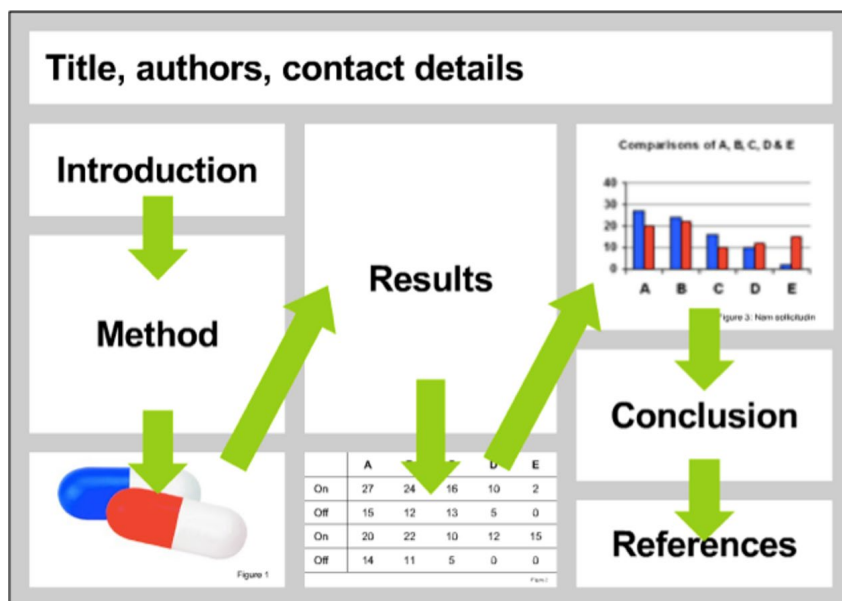 Title, authors, contact details
Introduction
Method
Figure 1
Results
A D E
On 27 24 16 10 2
Off 15 12 13 5 0
On 20 22 10 12 15
Off 14 11 5 0 0
Comparisons of A, B, C, D & E
40
30
20
10
0
A B C D E
Figure 3: Nam sollicitudin
Conclusion
References